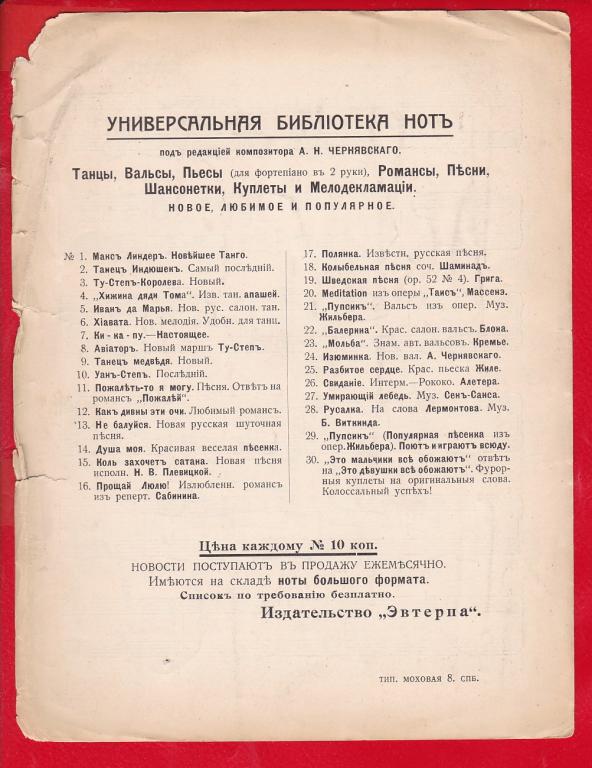 УНИВЕРСАЛЬНАЯ БИБЛІОТЕКА НОТЪ
подъ редакціей композитора А. Н. ЧЕРНЯВСКАГО.
Танцы, Вальсы, Пьесы (для фортепіано въ 2 руки), Романсы, Пѣсни,
Шансонетки, Куплеты и Мелодекламаціи.
НОВОЕ, ЛЮБИМОЕ И ПОПУЛЯРНОЕ.
№ 1. Максъ Линдеръ. Новѣйшее Танго.
2. Танецъ Индюшекъ. Самый послѣдній.
3. Ту-Степъ-Королева. Новый.
4. „Хижина дяди Тома“. Изв. тан. апашей.
5. Иванъ да Марья. Нов. рус. салон. тан.
6. Хіавата. Нов. мелодія. Удобн. для танц.
7. Ки-ка-пу.—Настоящее.
8. Авіаторъ. Новый маршъ Ту-Степъ.
9. Танецъ медвѣдя. Новый.
10. Уанъ-Степъ. Послѣдній.
11. Пожалѣть-то я могу. Пѣсня. Отвѣтъ на
романсъ „Пожалѣй“.
12. Какъ дивны эти очи. Любимый романсъ.
13. Не балуйся. Новая русская шуточная
пѣсня.
14. Душа моя. Красивая веселая пѣсенка.
15. Коль захочетъ сатана. Новая пѣсня
исполн. Н. В. Плевицкой.
16. Прощай Люлю! Излюбленн. романсъ
изъ реперт. Сабинина.
17. Полянка. Извѣстн, русская пѣсня.
18. Колыбельная пѣсня соч. Шаминадъ.
19. Шведская пѣсня (ор. 52 № 4). Грига.
20. Meditation изъ оперы „Таисъ“, Массенэ.
21. „Пупсикъ“. Вальсъ изъ опер. Муз.
Жильбера.
22. „Балерина“. Крас. салон. вальсъ. Блона.
23. „Мольба“. Знам. авт. вальсовъ. Кремье.
24. Изюминка. Нов. вал. А. Чернявскаго.
25. Разбитое сердце. Крас. пьеска Жиле.
26. Свиданіе. Интерм.—Рококо. Алетера.
27. Умирающій лебедь. Муз. Сенъ-Санса.
28. Русалка. На слова Лермонтова. Муз.
Б. Виткинда.
29. „Пупсикъ“ (Популярная пѣсенка изъ
опер.Жильбера). Поютъ и играютъ всюду.
30. „Это мальчики всѣ обожаютъ“ отвѣтъ
на „Это дѣвушки всѣ обожаютъ“. Фурор-
ныя куплеты на оригинальныя слова.
Колоссальный успѣхъ!
Цѣна каждому № 10 коп.
НОВОСТИ ПОСТУПАЮТЪ ВЪ ПРОДАЖУ ЕЖЕМѢСЯЧНО.
Имѣются на складѣ ноты большого формата.
Списокъ по требованію безплатно.
Издательство „Эвтерпа“.
ТИП. МОХОВАЯ 8. СПБ.